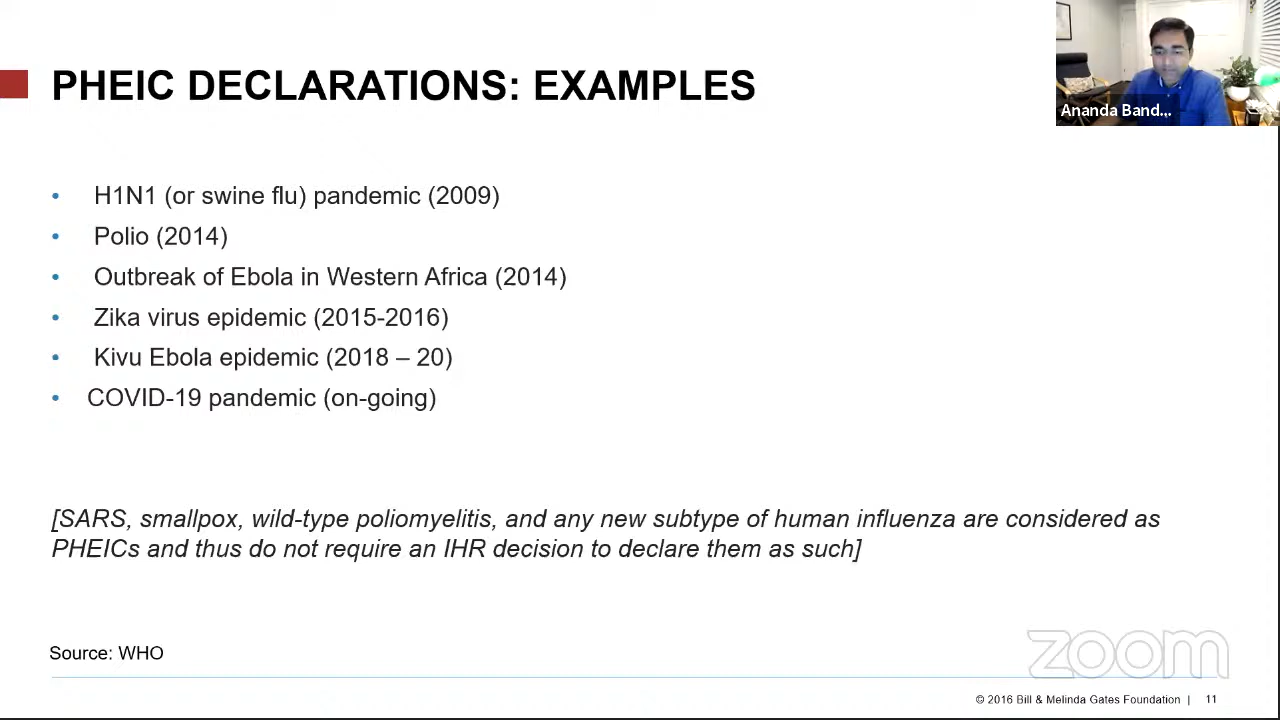 PHEIC DECLARATIONS: EXAMPLES
Ananda Band...
• H1N1 (or swine flu) pandemic (2009)
• Polio (2014)
• Outbreak of Ebola in Western Africa (2014)
• Zika virus epidemic (2015-2016)
• Kivu Ebola epidemic (2018 – 20)
• COVID-19 pandemic (on-going)
[SARS, smallpox, wild-type poliomyelitis, and any new subtype of human influenza are considered as
PHEICs and thus do not require an IHR decision to declare them as such]
Source: WHO
zoom
© 2016 Bill & Melinda Gates Foundation | 11